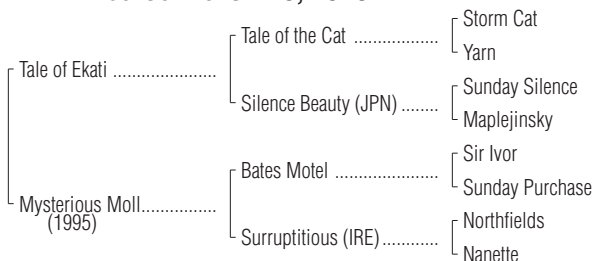 Storm Cat
Tale of the Cat ..................
Yarn
Tale of Ekati ......................
Sunday Silence
Silence Beauty (JPN) ........
Maplejinsky
Sir Ivor
Bates Motel ......................
Sunday Purchase
Mysterious Moll................
(1995)
Northfields
Surruptitious (IRE)............
Nanette